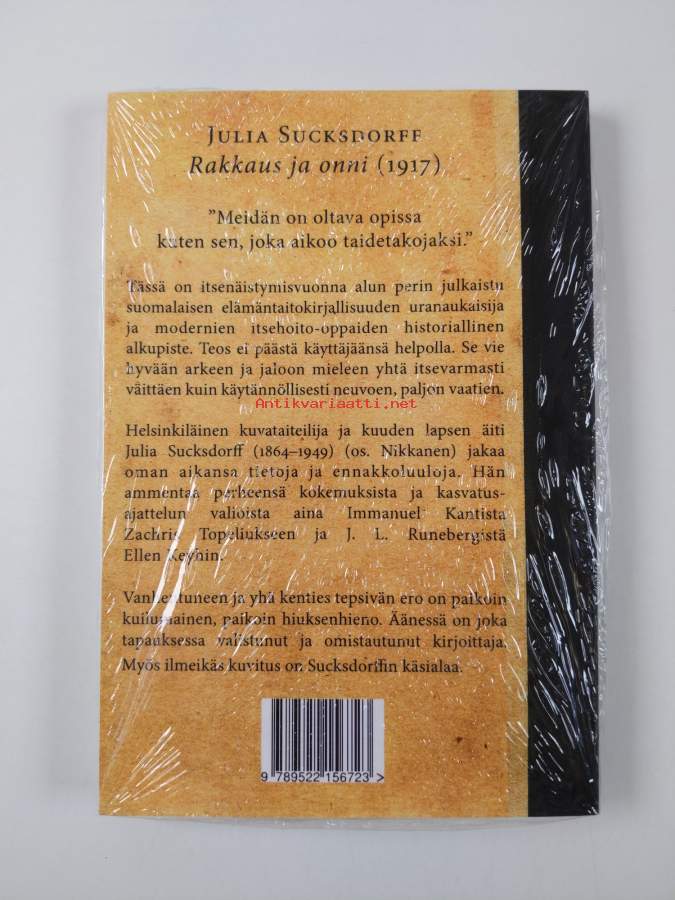 JULIA SUCKSDORFF
Rakkaus ja onni (1917)
”Meidän on oltava opissa
kuten sen, joka aikoo taidetakojaksi.”
Tässä on itsenäistymisvuonna alun perin julkaistu
suomalaisen elämäntaitokirjallisuuden uranaukaisija
ja modernien itsehoito-oppaiden historiallinen
alkupiste. Teos ei päästä käyttäjäänsä helpolla. Se vie
hyvään arkeen ja jaloon mieleen yhtä itsevarmasti
väittäen kuin käytännöllisesti neuvoen, paljon vaatien.
Antikvariaatti.net
Helsinkiläinen kuvataiteilija ja kuuden lapsen äiti
Julia Sucksdorff (1864–1949) (os. Nikkanen) jakaa
oman aikansa tietoja ja ennakkoluuloja. Hän
ammentaa perheensä kokemuksista ja kasvatus-
ajattelun valioista aina Immanuel Kantista
Zachris Topeliukseen ja J. L. Runebergistä
Ellen Keyhin.
Vanhentuneen ja yhä kenties tepsivän ero on paikoin
kuilumainen, paikoin hiuksenhieno. Äänessä on joka
tapauksessa valistunut ja omistautunut kirjoittaja.
Myös ilmeikäs kuvitus on Sucksdorffin käsialaa.
9 789522 156723 >